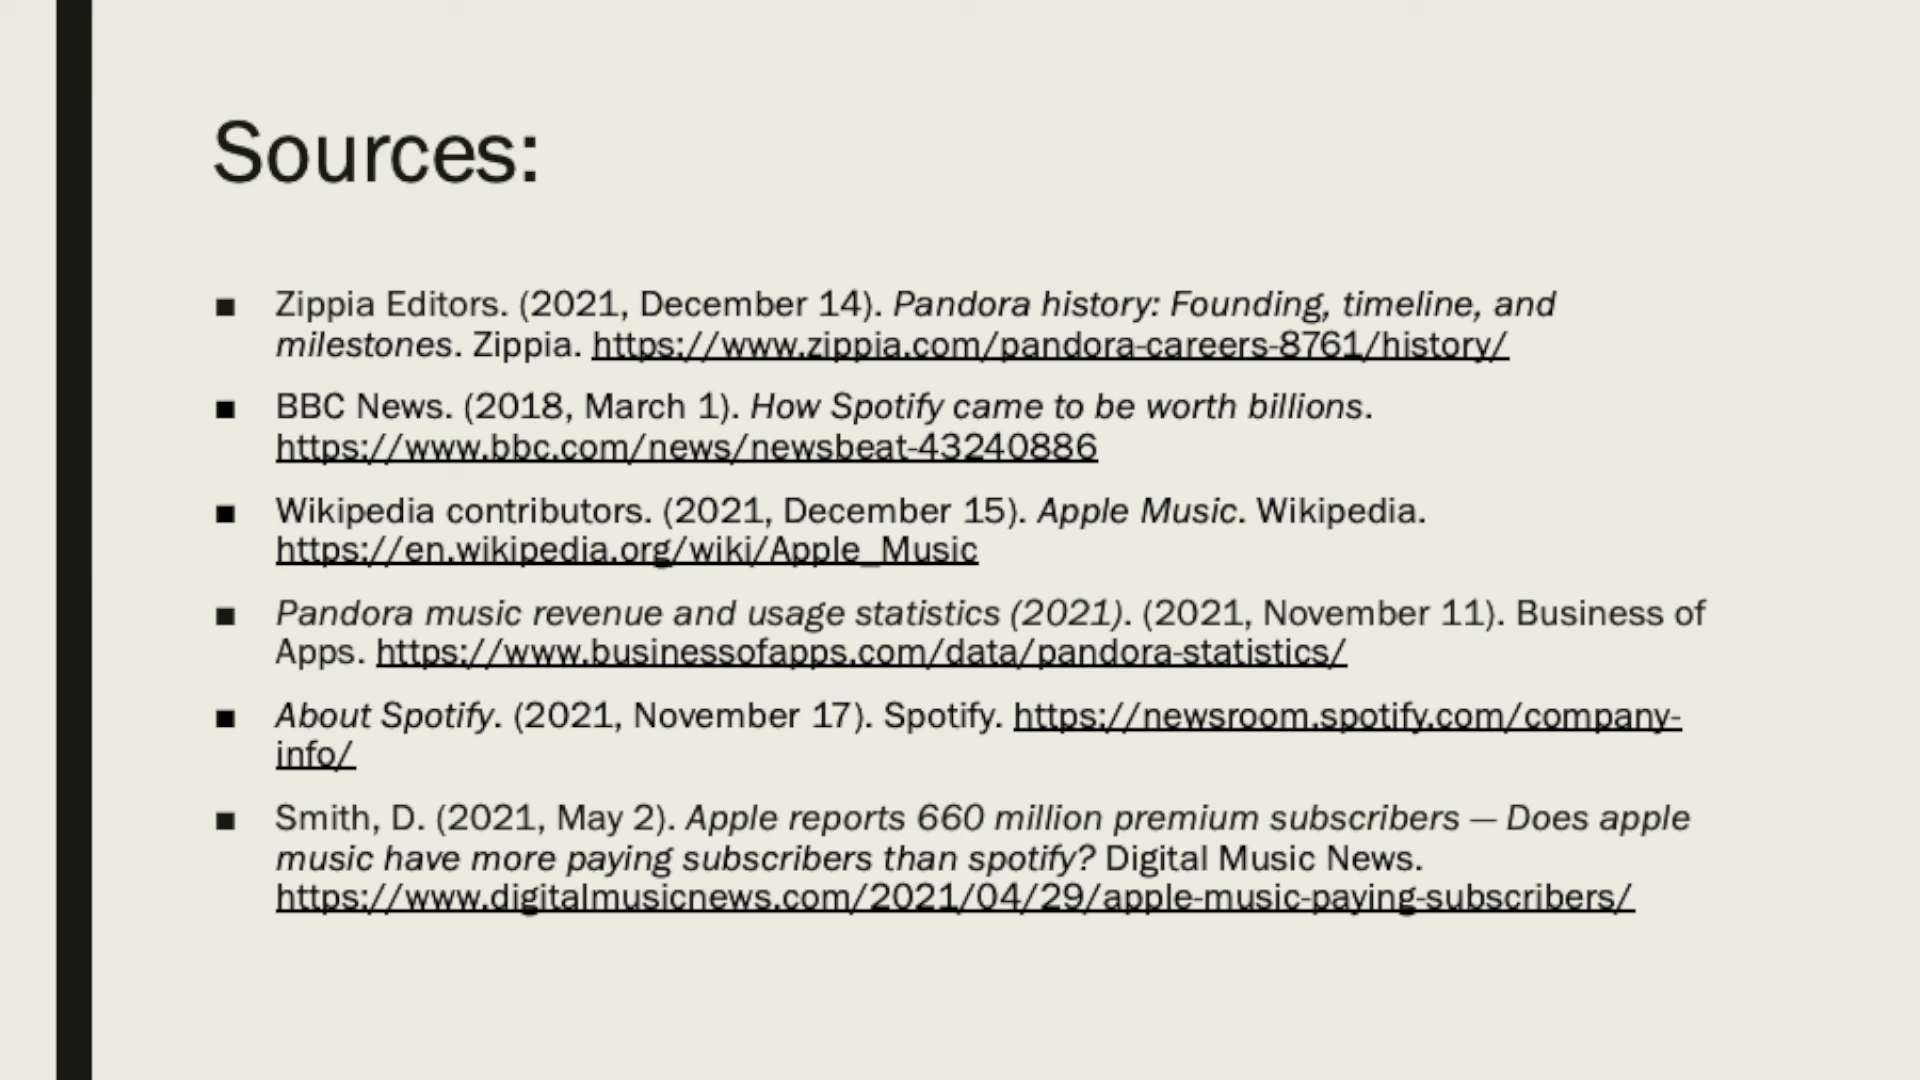 Sources:
■ Zippia Editors. (2021, December 14). Pandora history: Founding, timeline, and
milestones. Zippia. https://www.zippia.com/pandora-careers-8761/history/
■ BBC News. (2018, March 1). How Spotify came to be worth billions.
https://www.bbc.com/news/newsbeat-43240886
■ Wikipedia contributors. (2021, December 15). Apple Music. Wikipedia.
https://en.wikipedia.org/wiki/Apple_Music
■ Pandora music revenue and usage statistics (2021). (2021, November 11). Business of
Apps. https://www.businessofapps.com/data/pandora-statistics/
■ About Spotify. (2021, November 17). Spotify. https://newsroom.spotify.com/company-
info/
■ Smith, D. (2021, May 2). Apple reports 660 million premium subscribers — Does apple
music have more paying subscribers than spotify? Digital Music News.
https://www.digitalmusicnews.com/2021/04/29/apple-music-paying-subscribers/